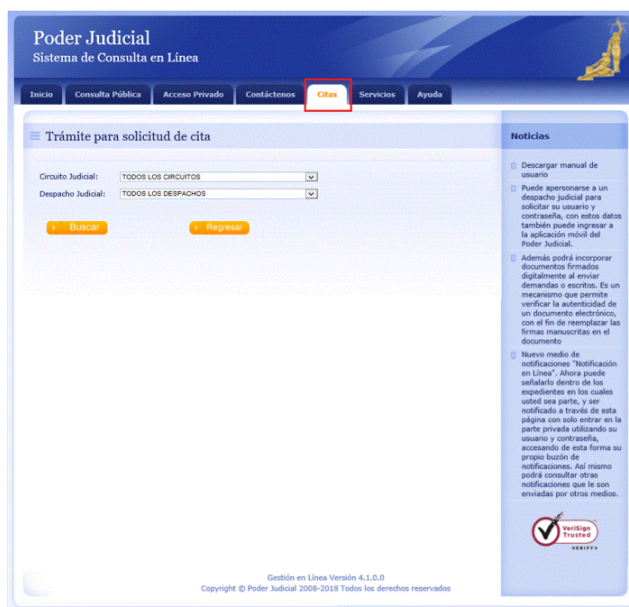 Poder Judicial
Sistema de Consulta en Línea
Inicio
Consulta Pública
Acceso Privado
Contáctenos
Citas
Servicios
Ayuda
Trámite para solicitud de cita
Circuito Judicial:
TODOS LOS CIRCUITOS
Despacho Judicial:
TODOS LOS DESPACHOS
Buscar
Regresar
Noticias
Descargar manual de
usuario
Puede apersonarse a un
despacho judicial para
solicitar su usuario y
contraseña, con estos datos
también puede ingresar a
la aplicación móvil del
Poder Judicial.
Además podrá incorporar
documentos firmados
digitalmente al enviar
demandas o escritos. Es un
mecanismo que permite
verificar la autenticidad de
un documento electrónico,
con el fin de reemplazar las
firmas manuscritas en el
documento
Nuevo medio de
notificaciones "Notificación
en Línea". Ahora puede
señalarlo dentro de los
expedientes en los cuales
usted sea parte, y ser
notificado a través de esta
página con solo entrar en la
parte privada utilizando su
usuario y contraseña,
accesando de esta forma su
propio buzón de
notificaciones. Así mismo
podrá consultar otras
notificaciones que le son
enviadas por otros medios.
VeriSign
Trusted
VERIFY
Gestión en Línea Versión 4.1.0.0
Copyright © Poder Judicial 2008-2018 Todos los derechos reservados